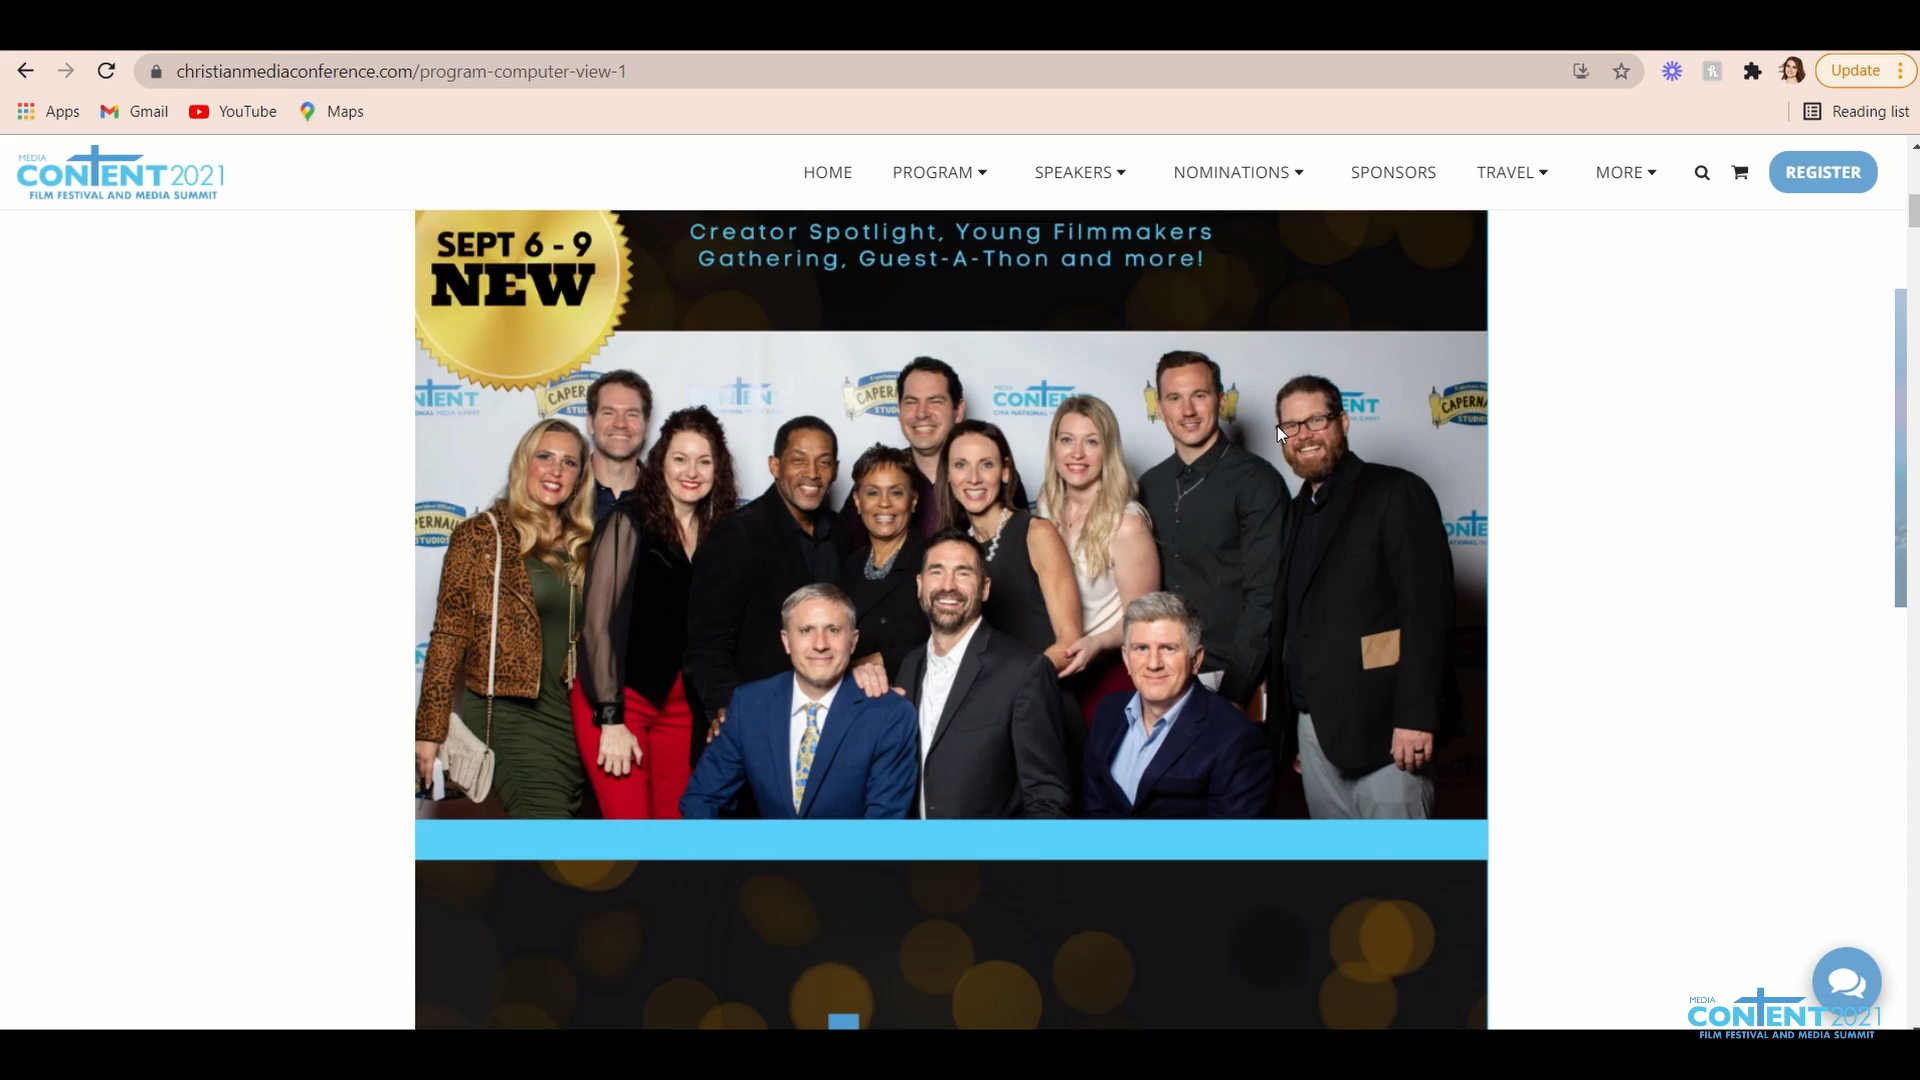 christianmediaconference.com/program-computer-view-1
Update
Apps
Gmail
YouTube
Maps
Reading list
MEDIA
CONTENT 2021
FILM FESTIVAL AND MEDIA SUMMIT
HOME
PROGRAM
SPEAKERS
NOMINATIONS
SPONSORS
TRAVEL
MORE
REGISTER
SEPT 6 - 9
NEW
Creator Spotlight, Young Filmmakers
Gathering, Guest-A-Thon and more!
MEDIA
CONTENT 2021
FILM FESTIVAL AND MEDIA SUMMIT